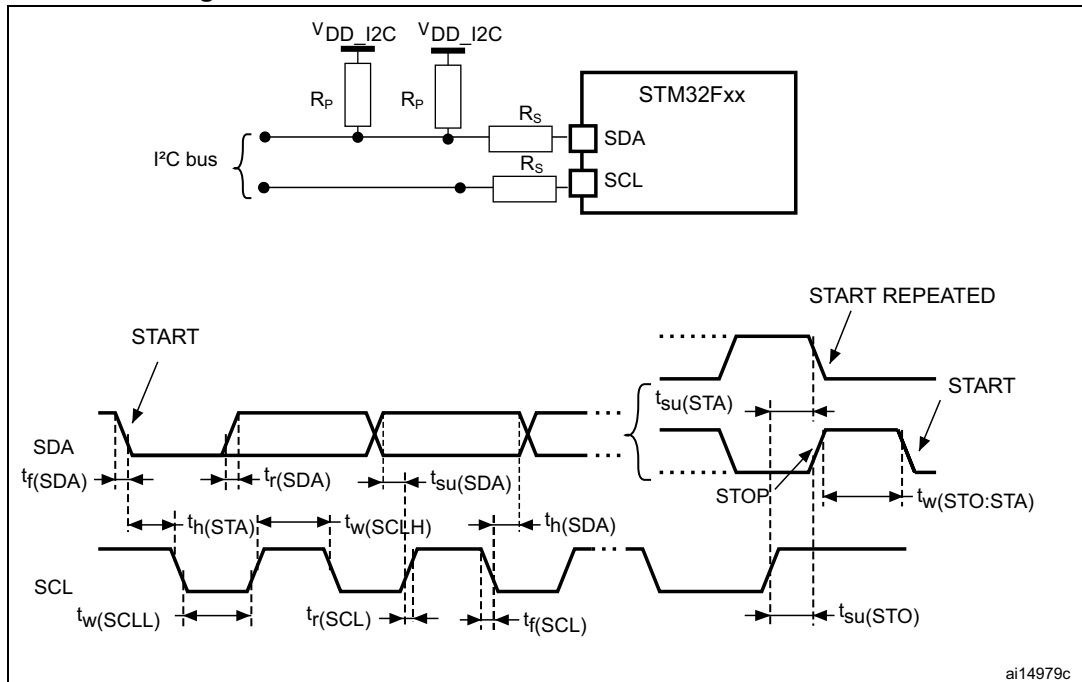 VDD_I2C VDD_I2C
STM32Fxx
RP RP
RS
SDA
I²C bus
RS
SCL
START REPEATED
START
START
tsu(STA)
SDA
tf(SDA) tr(SDA) tsu(SDA)
STOP
tw(STO:STA)
th(STA) tw(SCLH) th(SDA)
SCL
tw(SCLL) tr(SCL) tf(SCL) tsu(STO)
ai14979c